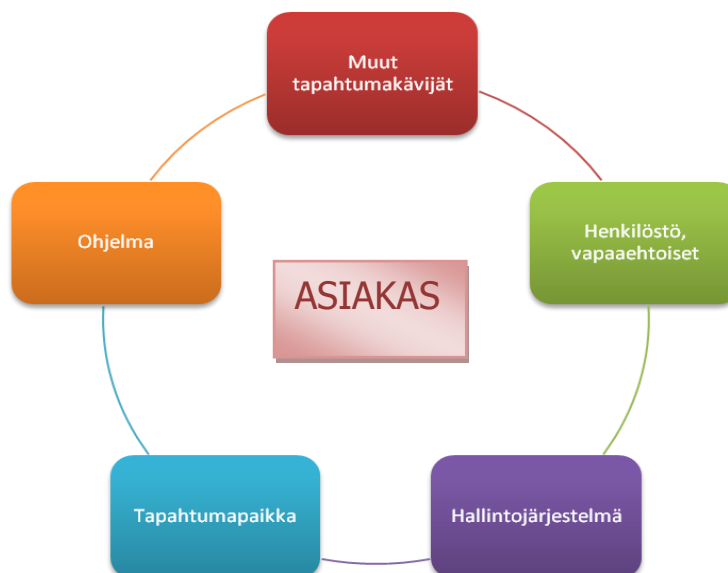 Muut
tapahtumakävijät
Henkilöstö,
vapaaehtoiset
Ohjelma
ASIAKAS
Tapahtumapaikka
Hallintojärjestelmä